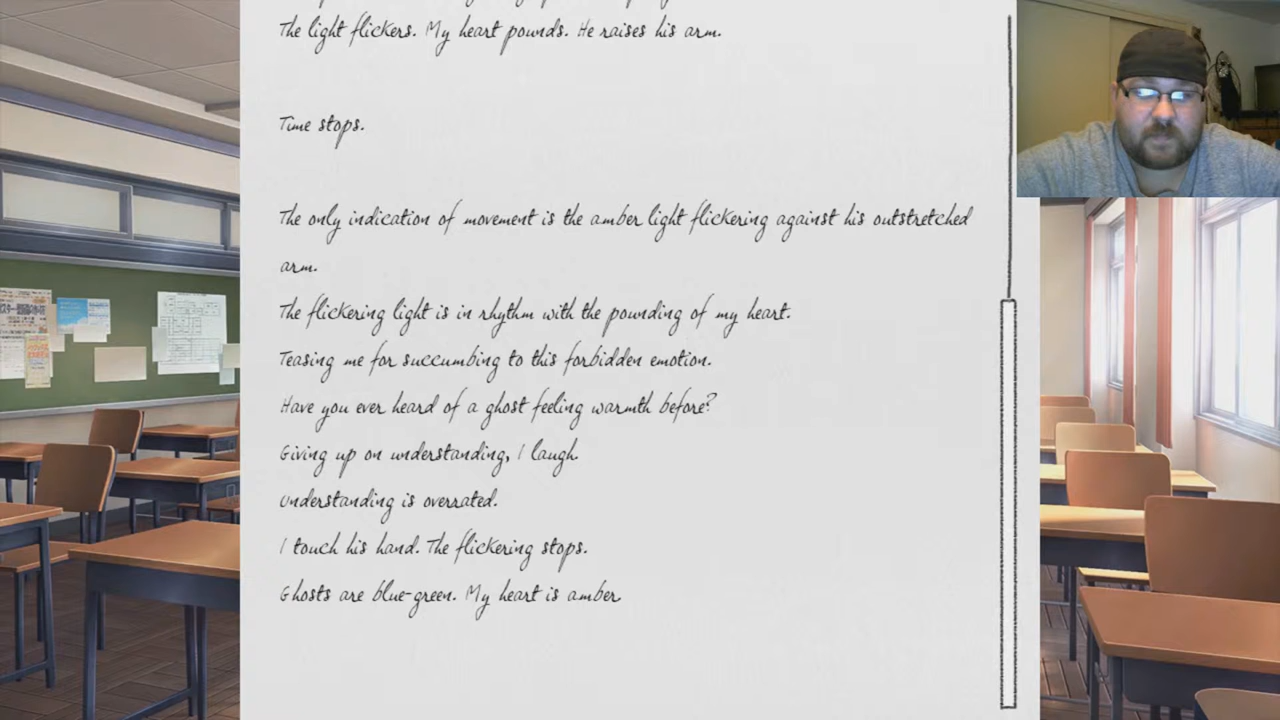 The light flickers. My heart pounds. He raises his arm.
Time stops.
The only indication of movement is the amber light flickering against his outstretched
arm.
The flickering light is in rhythm with the pounding of my heart.
Teasing me for succumbing to this forbidden emotion.
Have you ever heard of a ghost feeling warmth before?
Giving up on understanding, I laugh.
Understanding is overrated.
I touch his hand. The flickering stops.
Ghosts are blue-green. My heart is amber.